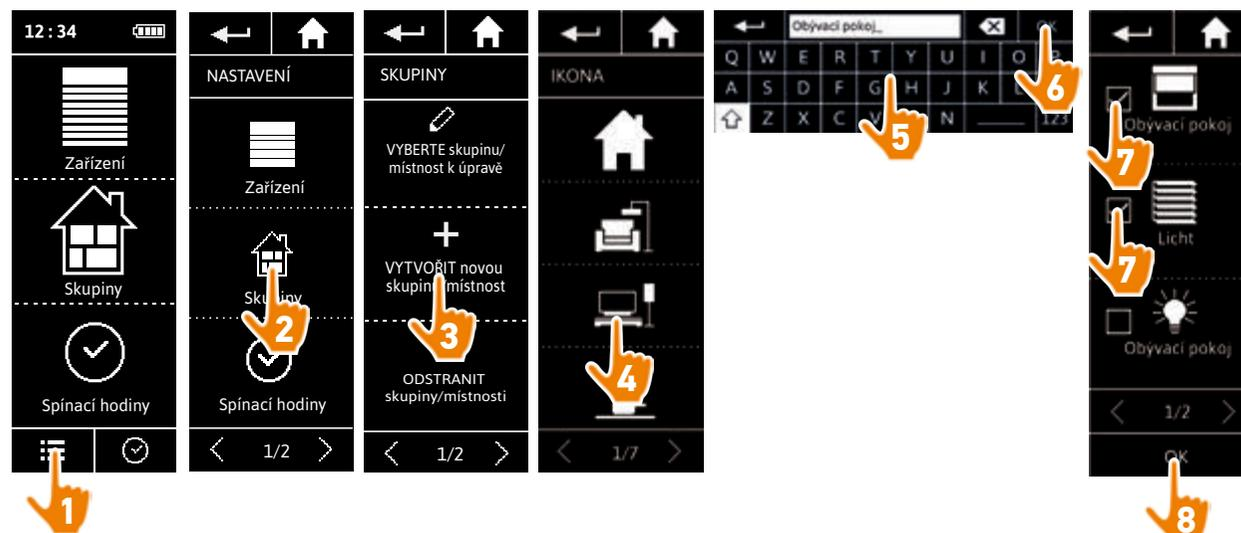 12:34
Zařízení
Skupiny
Spínací hodiny
1
NASTAVENÍ
Zařízení
Skupiny
2
Spínací hodiny
1/2
SKUPINY
VYBERTE skupinu/
místnost k úpravě
VYTVOŘIT novou
skupinu/místnost
3
ODSTRANIT
skupiny/místnosti
1/2
IKONA
4
1/7
Obývací pokoj_ OK
Q W E R T Y U I O P
A S D F G H J K L
Z X C V N 123
5
6
Obývací pokoj
7
Licht
7
Obývací pokoj
1/2
OK
8